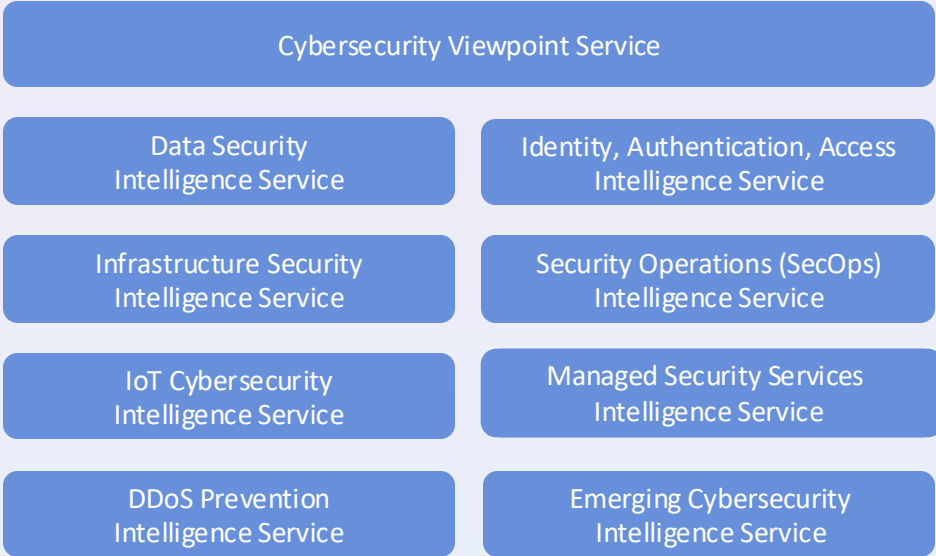 Cybersecurity Viewpoint Service
Data Security
Intelligence Service
Identity, Authentication, Access
Intelligence Service
Infrastructure Security
Intelligence Service
Security Operations (SecOps)
Intelligence Service
IoT Cybersecurity
Intelligence Service
Managed Security Services
Intelligence Service
DDoS Prevention
Intelligence Service
Emerging Cybersecurity
Intelligence Service